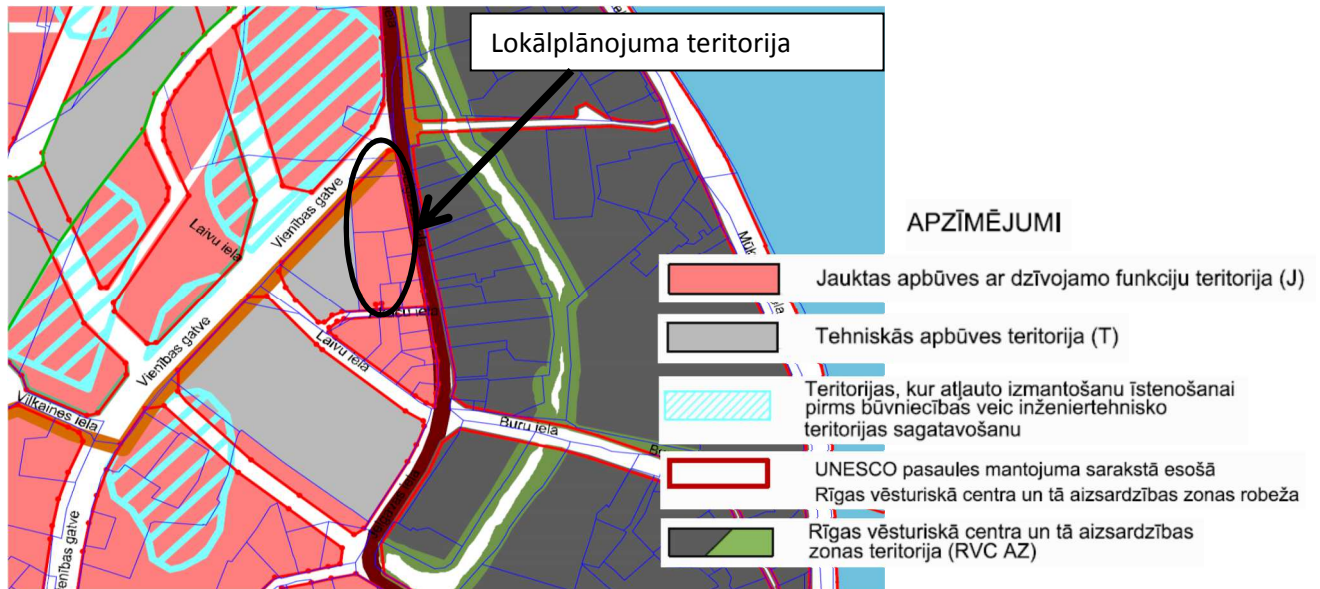 Lokālplānojuma teritorija
Vienības gatve
Laivu iela
Vienības gatve
Laivu iela
Vilkaines iela
Vienības gatve
Buru iela
iela
APZĪMĒJUMI
Jauktas apbūves ar dzīvojamo funkciju teritorija (J)
Tehniskās apbūves teritorija (T)
Teritorijas, kur atļauto izmantošanu īstenošanai
pirms būvniecības veic inženiertehnisko
teritorijas sagatavošanu
UNESCO pasaules mantojuma sarakstā esošā
Rīgas vēsturiskā centra un tā aizsardzības zonas robeža
Rīgas vēsturiskā centra un tā aizsardzības
zonas teritorija (RVC AZ)